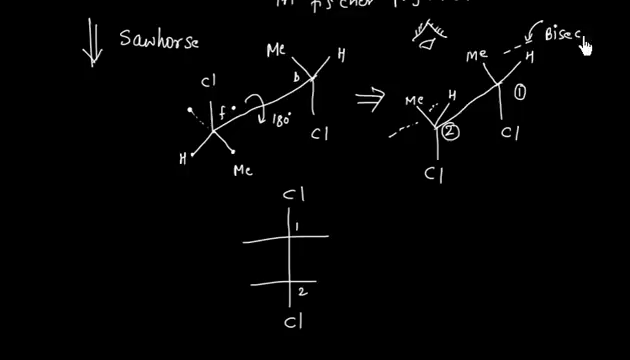 Sawhorse
Me H
b
Cl
f
180°
Cl
H
Me
⇒
Me H
Bisec
①
Me H
②
Cl
Cl
Cl
1
2
Cl